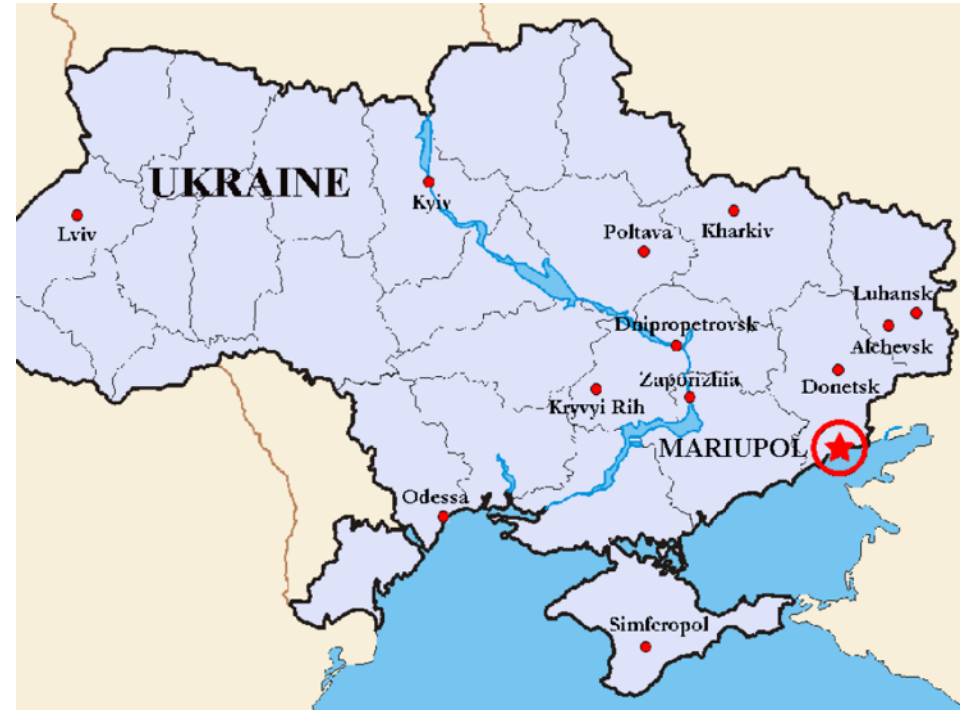 UKRAINE
Kyiv
Lviv
Poltava
Kharkiv
Luhansk
Alchevsk
Dnipropetrovsk
Donetsk
Zaporizhia
Kryvyi Rih
MARIUPOL
Odessa
Simferopol